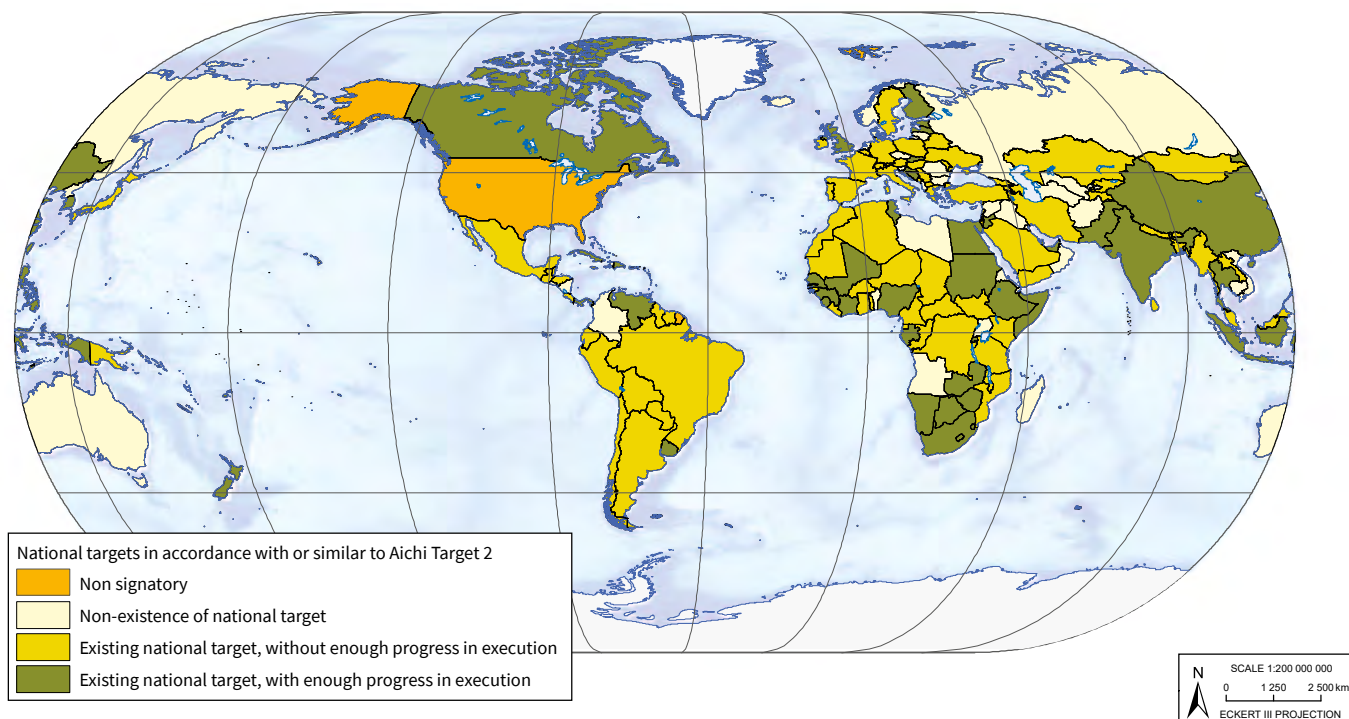 National targets in accordance with or similar to Aichi Target 2
Non signatory
Non-existence of national target
Existing national target, without enough progress in execution
Existing national target, with enough progress in execution
N
SCALE 1:200 000 000
0 1 250 2 500 km
ECKERT III PROJECTION